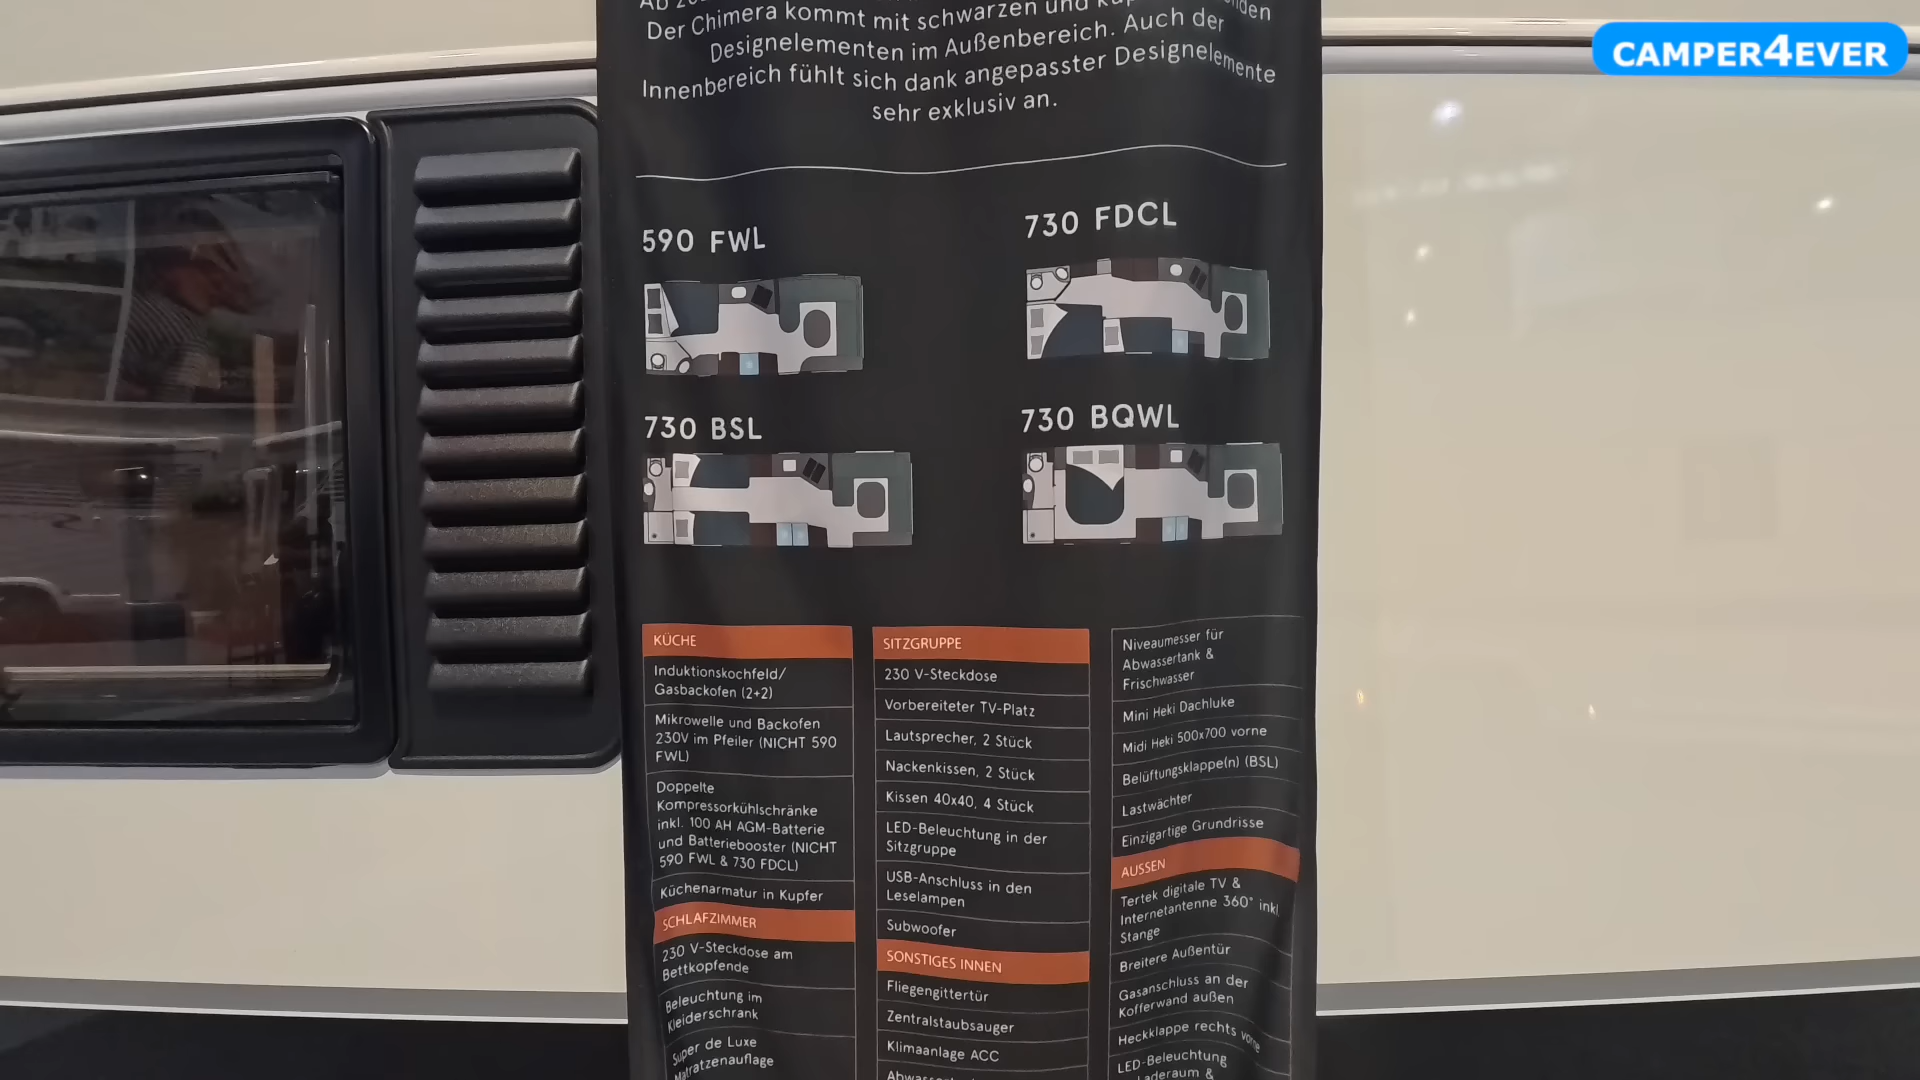 CAMPER4EVER
Ab
Der Chimera kommt mit schwarzen und
Designelementen im Außenbereich. Auch der
Innenbereich fühlt sich dank angepasster Designelemente
sehr exklusiv an.
590 FWL
730 FDCL
730 BSL
730 BQWL
KÜCHE
Induktionskochfeld/
Gasbackofen (2+2)
Mikrowelle und Backofen
230V im Pfeiler (NICHT 590
FWL)
Doppelte
Kompressorkühlschränke
inkl. 100 AH AGM-Batterie
und Batteriebooster (NICHT
590 FWL & 730 FDCL)
Küchenarmatur in Kupfer
SCHLAFZIMMER
230 V-Steckdose am
Bettkopfende
Beleuchtung im
Kleiderschrank
Super de Luxe
Matratzenauflage
SITZGRUPPE
230 V-Steckdose
Vorbereiteter TV-Platz
Lautsprecher, 2 Stück
Nackenkissen, 2 Stück
Kissen 40x40, 4 Stück
LED-Beleuchtung in der
Sitzgruppe
USB-Anschluss in den
Leselampen
Subwoofer
SONSTIGES INNEN
Fliegengittertür
Zentralstaubsauger
Klimaanlage ACC
Niveaumesser für
Abwassertank &
Frischwasser
Mini Heki Dachluke
Midi Heki 500x700 vorne
Belüftungsklappe(n) (BSL)
Lastwächter
Einzigartige Grundrisse
AUSSEN
Tertek digitale TV &
Internetantenne 360° inkl.
Stange
Breitere Außentür
Gasanschluss an der
Kofferwand außen
Heckklappe rechts vorne
LED-Beleuchtung
Laderaum &